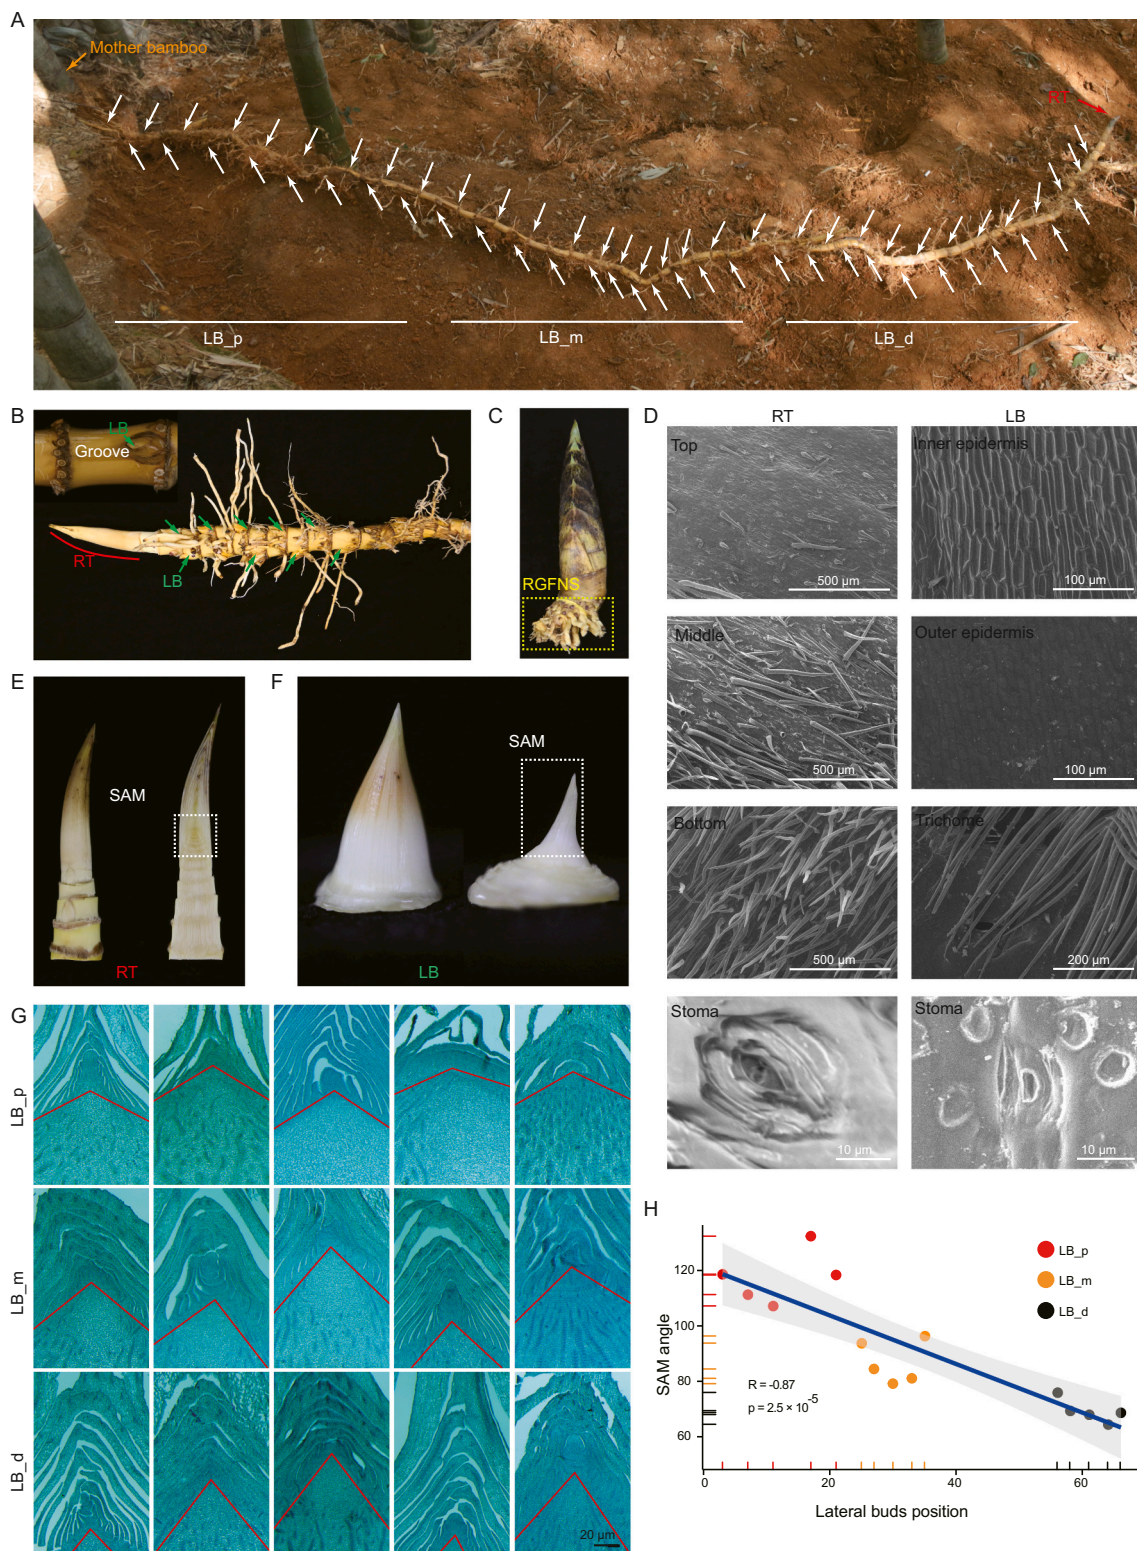 A
Mother bamboo
RT
LB_p
LB_m
LB_d
B
LB
Groove
RT
LB
C
RGFNS
D
RT
LB
Top
500 µm
Inner epidermis
100 µm
Middle
500 µm
Outer epidermis
100 µm
Bottom
500 µm
Trichome
200 µm
Stoma
10 µm
Stoma
10 µm
E
SAM
RT
F
SAM
LB
G
LB_p
LB_m
LB_d
20 µm
H
SAM angle
120
100
80
60
0
20
40
60
Lateral buds position
R = -0.87
p = 2.5 × 10-5
LB_p
LB_m
LB_d